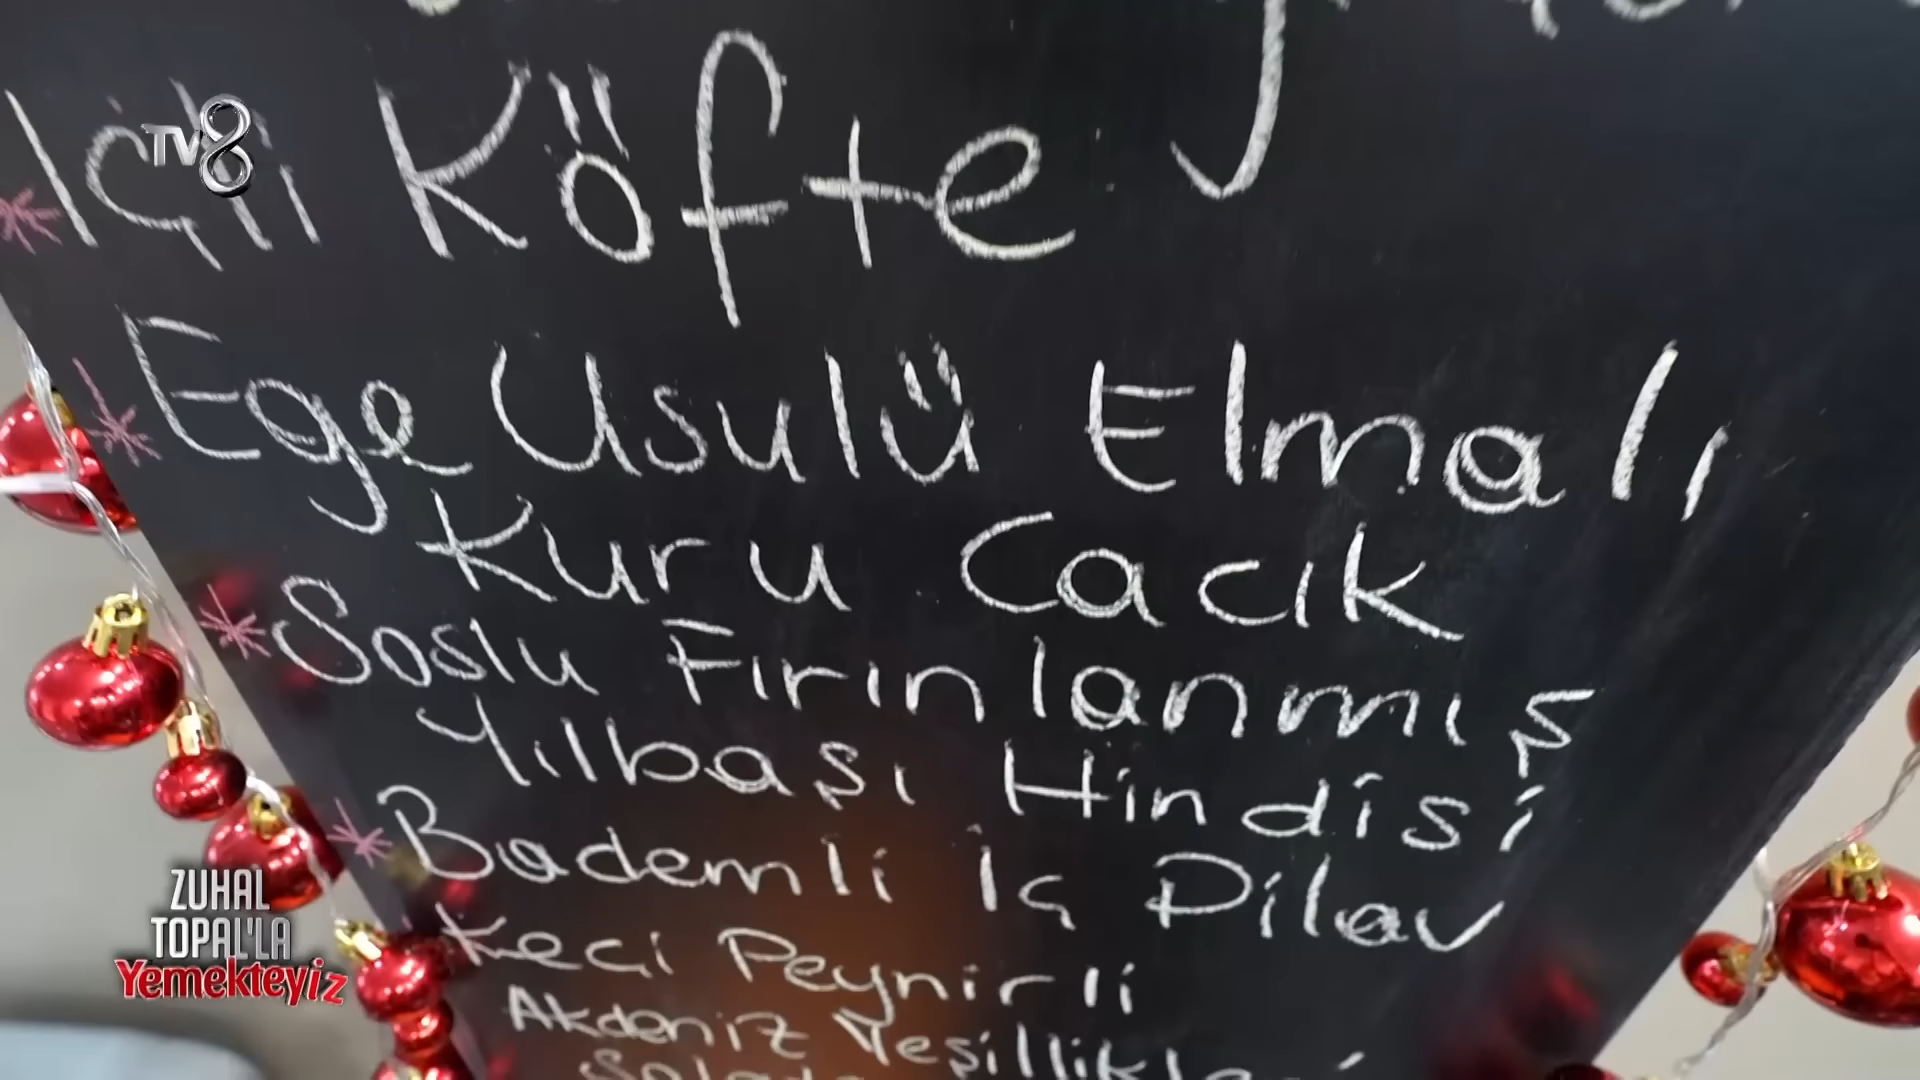 TV8
İçli Köfte
Ege Usulü Elmalı
Kuru Cacık
Soslu Fırınlanmış
Yılbaşı Hindisi
Bademli İç Pilav
Keçi Peynirli
Akdeniz Yeşillikleri
ZUHAL
TOPAL'LA
Yemekteyiz